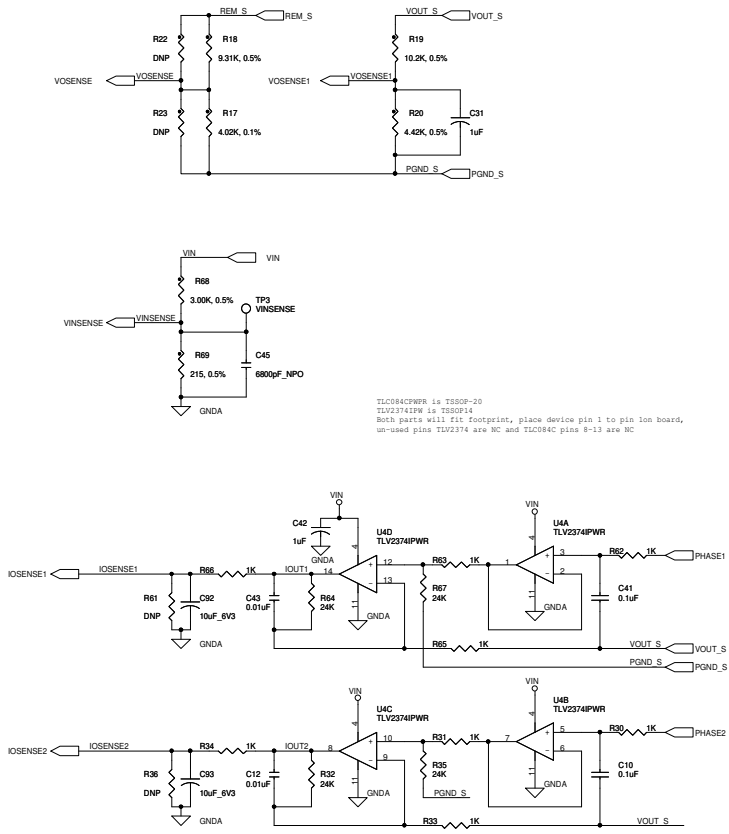 REM_S
REM_S
VOUT_S
VOUT_S
R22
R18
R19
DNP
9.31K, 0.5%
10.2K, 0.5%
VOSENSE
VOSENSE
VOSENSE1
VOSENSE1
R23
R17
R20
C31
DNP
4.02K, 0.1%
4.42K, 0.5%
1uF
PGND_S
PGND_S
VIN
VIN
R68
3.00K, 0.5%
TP3
VINSENSE
VINSENSE
VINSENSE
R69
C45
215, 0.5%
6800pF_NPO
GNDA
TLC084CPWPR is TSSOP-20
TLV2374IPW is TSSOP14
Both parts will fit footprint, place device pin 1 to pin 1on board,
un-used pins TLV2374 are NC and TLC084C pins 8-13 are NC
VIN
VIN
C42
1uF
GNDA
U4D
TLV2374IPWR
U4A
TLV2374IPWR
4
4
IOSENSE1
IOSENSE1
R66
1K
IOUT1
14
12
13
R63
1K
1
3
2
R62
1K
PHASE1
R61
DNP
C92
10uF_6V3
C43
0.01uF
R64
24K
11
GNDA
R67
24K
11
GNDA
C41
0.1uF
GNDA
R65
1K
VOUT_S
VOUT_S
PGND_S
PGND_S
VIN
VIN
U4C
TLV2374IPWR
U4B
TLV2374IPWR
4
4
IOSENSE2
IOSENSE2
R34
1K
IOUT2
8
10
9
R31
1K
7
5
6
R30
1K
PHASE2
R36
DNP
C93
10uF_6V3
C12
0.01uF
R32
24K
11
GNDA
R35
24K
PGND_S
11
GNDA
C10
0.1uF
GNDA
R33
1K
VOUT_S